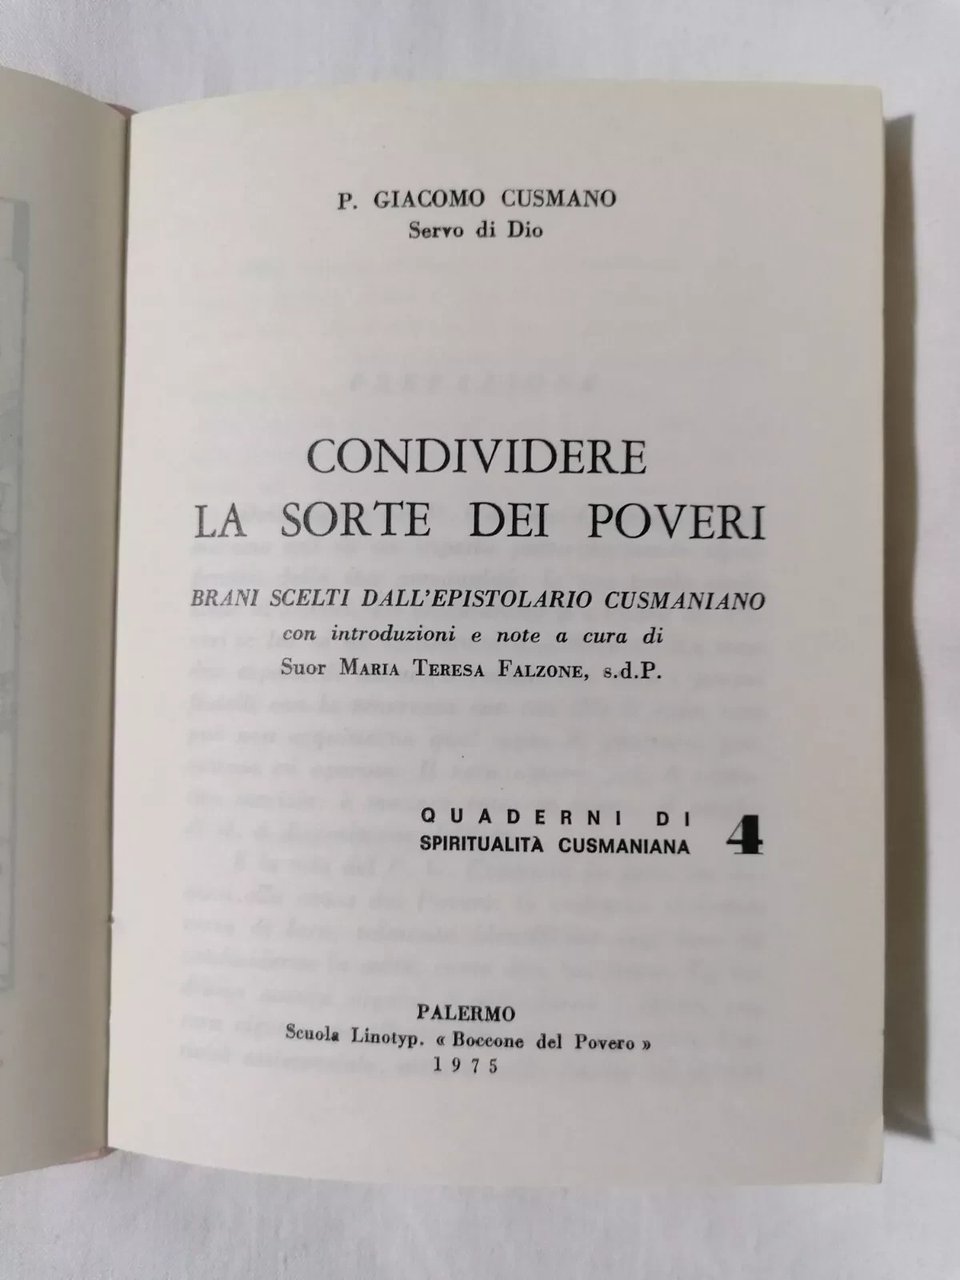 P. GIACOMO CUSMANO
Servo di Dio
CONDIVIDERE
LA SORTE DEI POVERI
BRANI SCELTI DALL'EPISTOLARIO CUSMANIANO
con introduzioni e note a cura di
Suor MARIA TERESA FALZONE, s.d.P.
QUADERNI DI
SPIRITUALITÀ CUSMANIANA 4
PALERMO
Scuola Linotyp. « Boccone del Povero »
1975